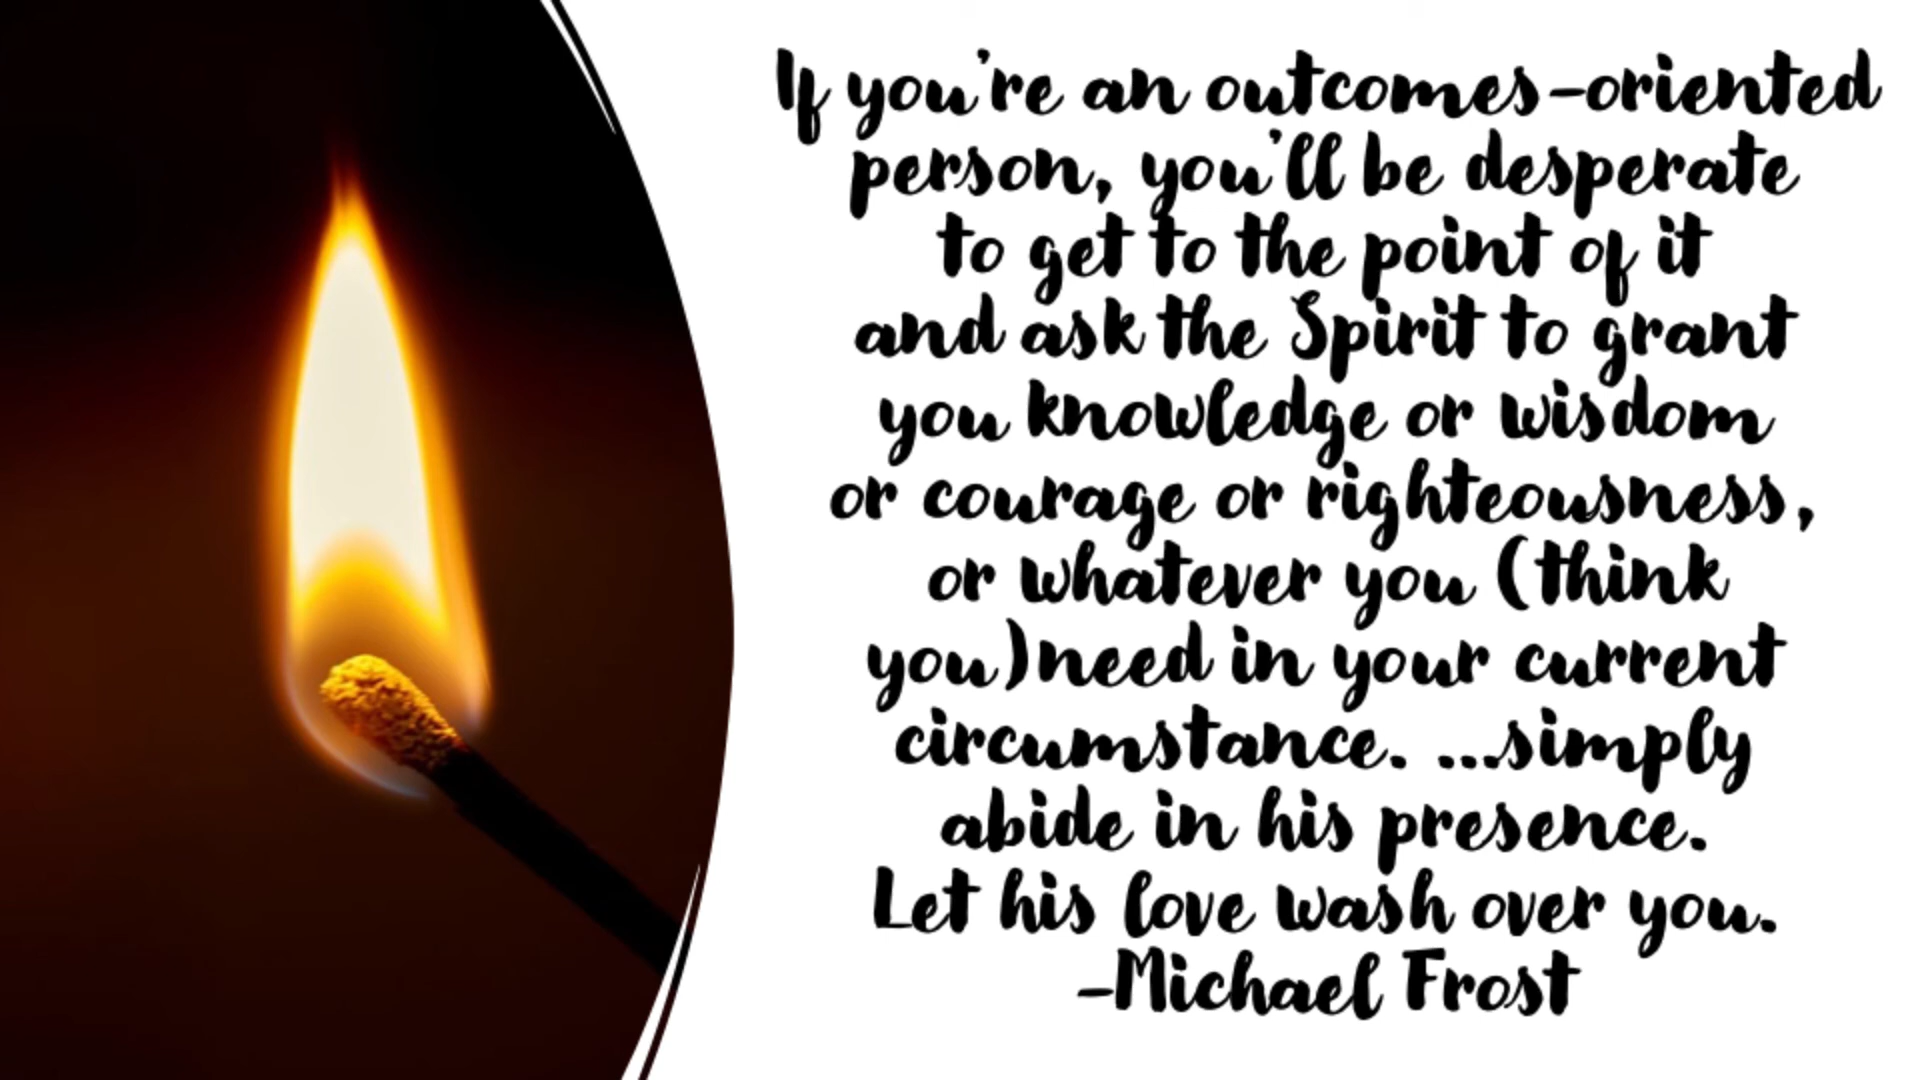 If you're an outcomes-oriented
person, you'll be desperate
to get to the point of it
and ask the Spirit to grant
you knowledge or wisdom
or courage or righteousness,
or whatever you (think
you)need in your current
circumstance. ...simply
abide in his presence.
Let his love wash over you.
-Michael Frost